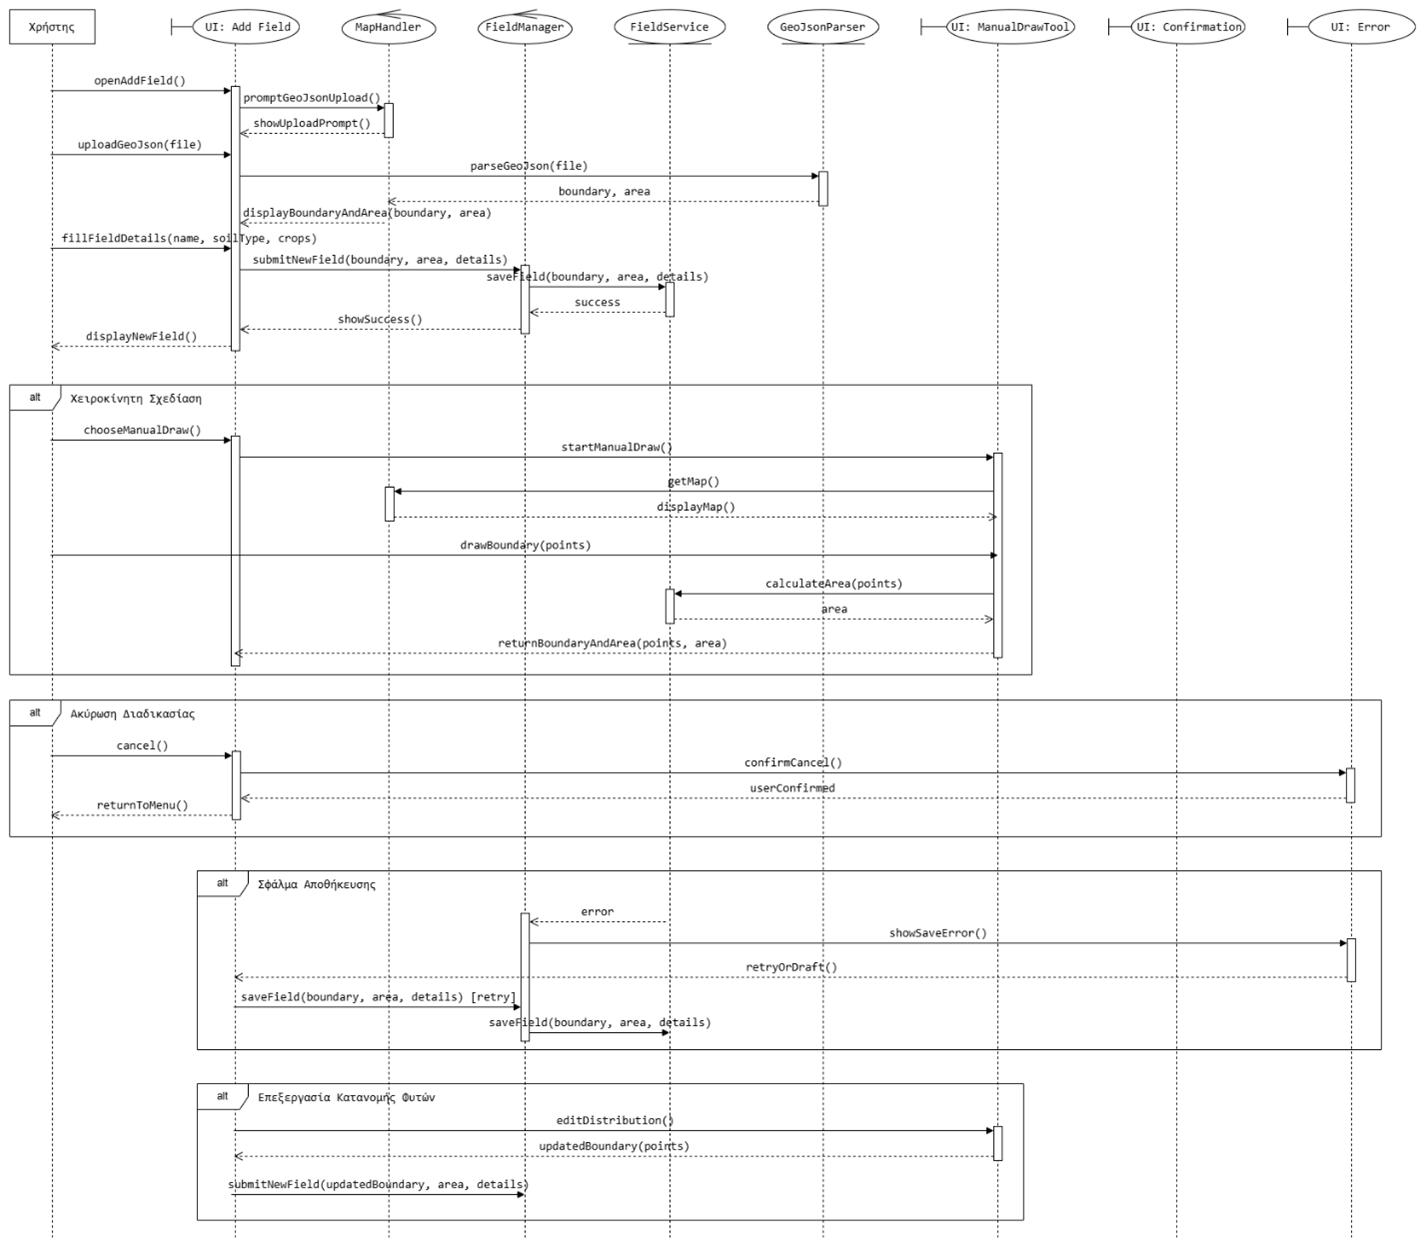 Χρήστης
UI: Add Field
MapHandler
FieldManager
FieldService
GeoJsonParser
UI: ManualDrawTool
UI: Confirmation
UI: Error
openAddField()
promptGeoJsonUpload()
showUploadPrompt()
uploadGeoJson(file)
parseGeoJson(file)
boundary, area
displayBoundaryAndArea(boundary, area)
fillFieldDetails(name, soilType, crops)
submitNewField(boundary, area, details)
saveField(boundary, area, details)
success
showSuccess()
displayNewField()
alt
Χειροκίνητη Σχεδίαση
chooseManualDraw()
startManualDraw()
getMap()
displayMap()
drawBoundary(points)
calculateArea(points)
area
returnBoundaryAndArea(points, area)
alt
Ακύρωση Διαδικασίας
cancel()
confirmCancel()
userConfirmed
returnToMenu()
alt
Σφάλμα Αποθήκευσης
error
showSaveError()
retryOrDraft()
saveField(boundary, area, details) [retry]
saveField(boundary, area, details)
alt
Επεξεργασία Κατανομής Φυτών
editDistribution()
updatedBoundary(points)
submitNewField(updatedBoundary, area, details)